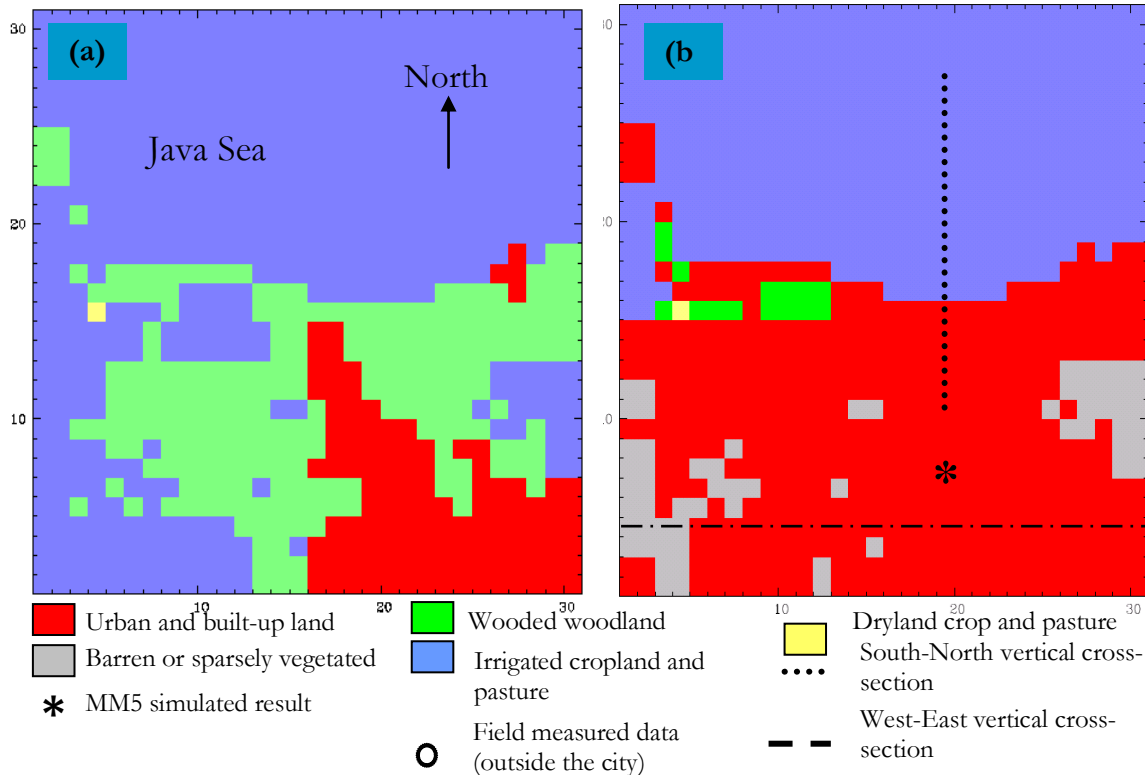 30
(a)
North
Java Sea
20
10
10
20
30
30
(b
20
10
10
20
30
Urban and built-up land
Barren or sparsely vegetated
* MM5 simulated result
Wooded woodland
Irrigated cropland and
pasture
Field measured data
(outside the city)
Dryland crop and pasture
South-North vertical cross-
section
West-East vertical cross-
section